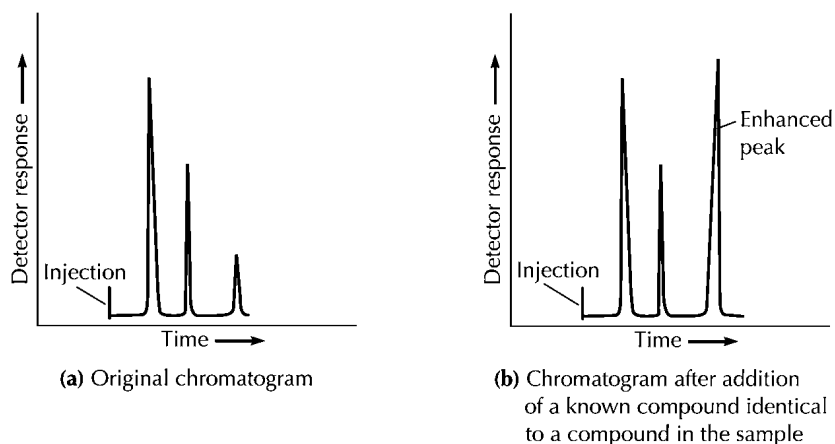 Detector response
Injection
Time
(a) Original chromatogram
Detector response
Enhanced
peak
Injection
Time
(b) Chromatogram after addition
of a known compound identical
to a compound in the sample